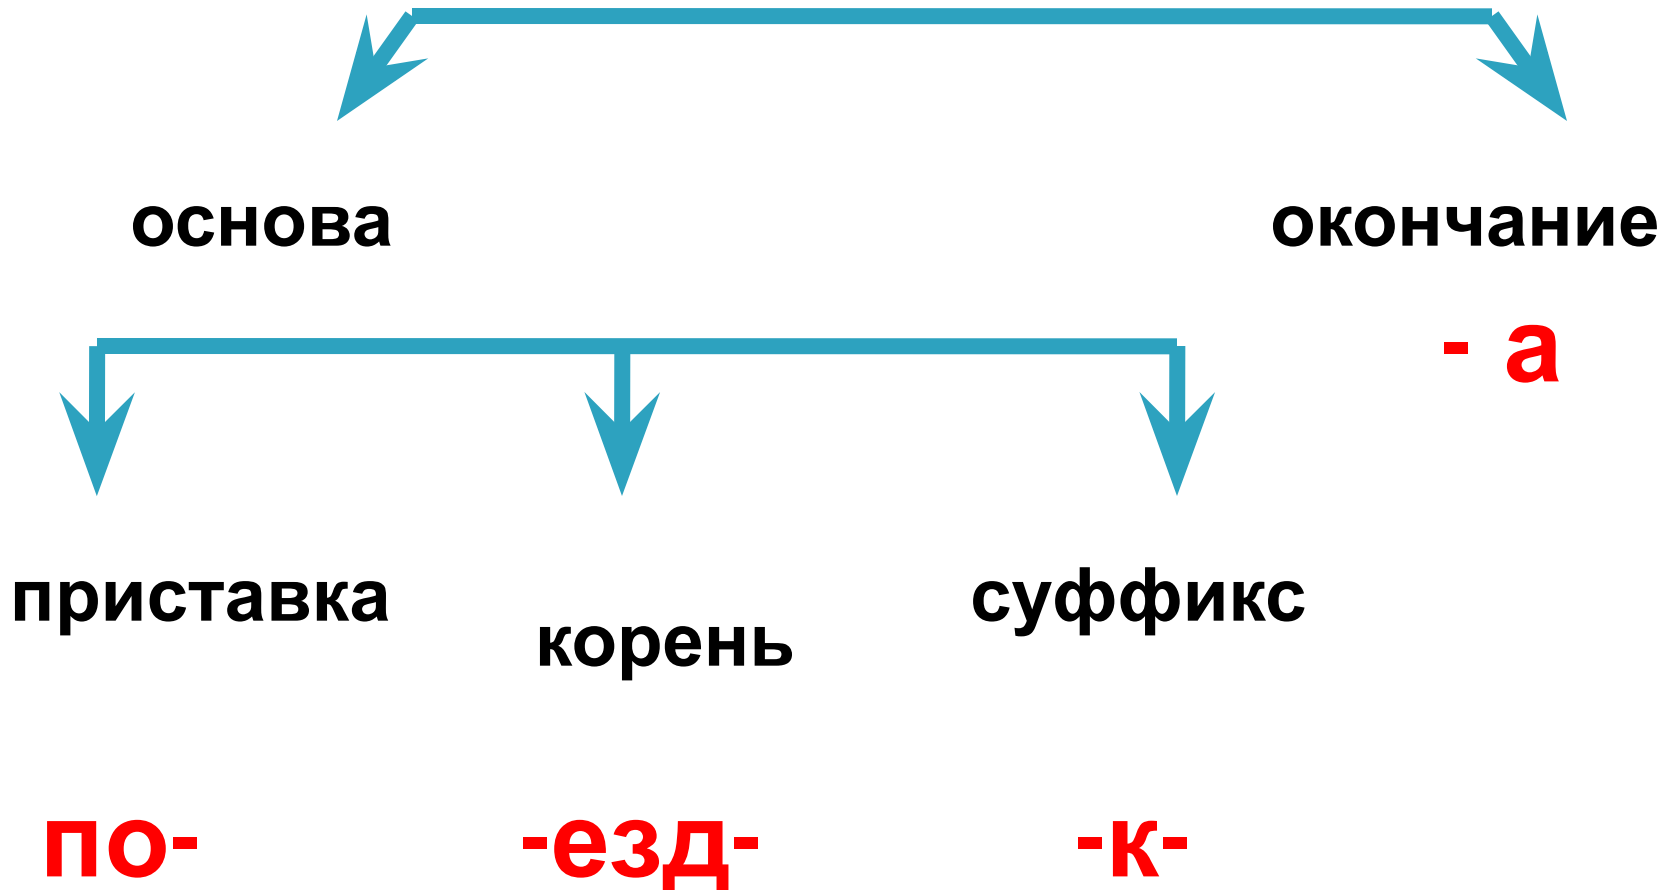 основа окончание
- а
приставка корень суффикс
по- -езд- -к-